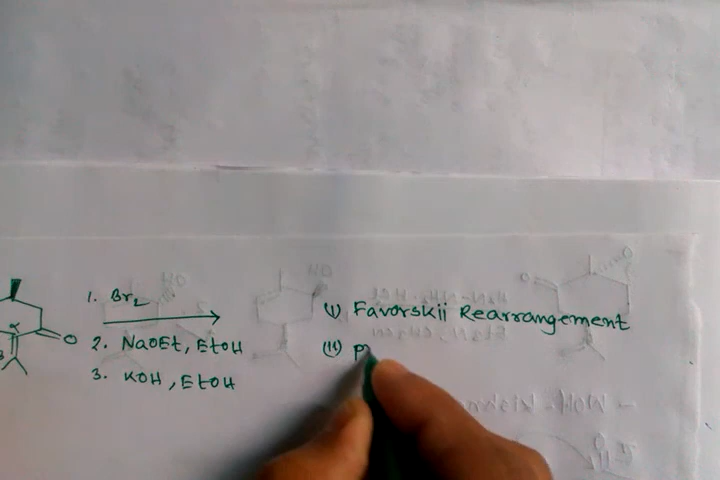 1. Br2
2. NaOEt, EtOH
3. KOH, EtOH
(i) Favorskii Rearrangement
(ii) P
α
O